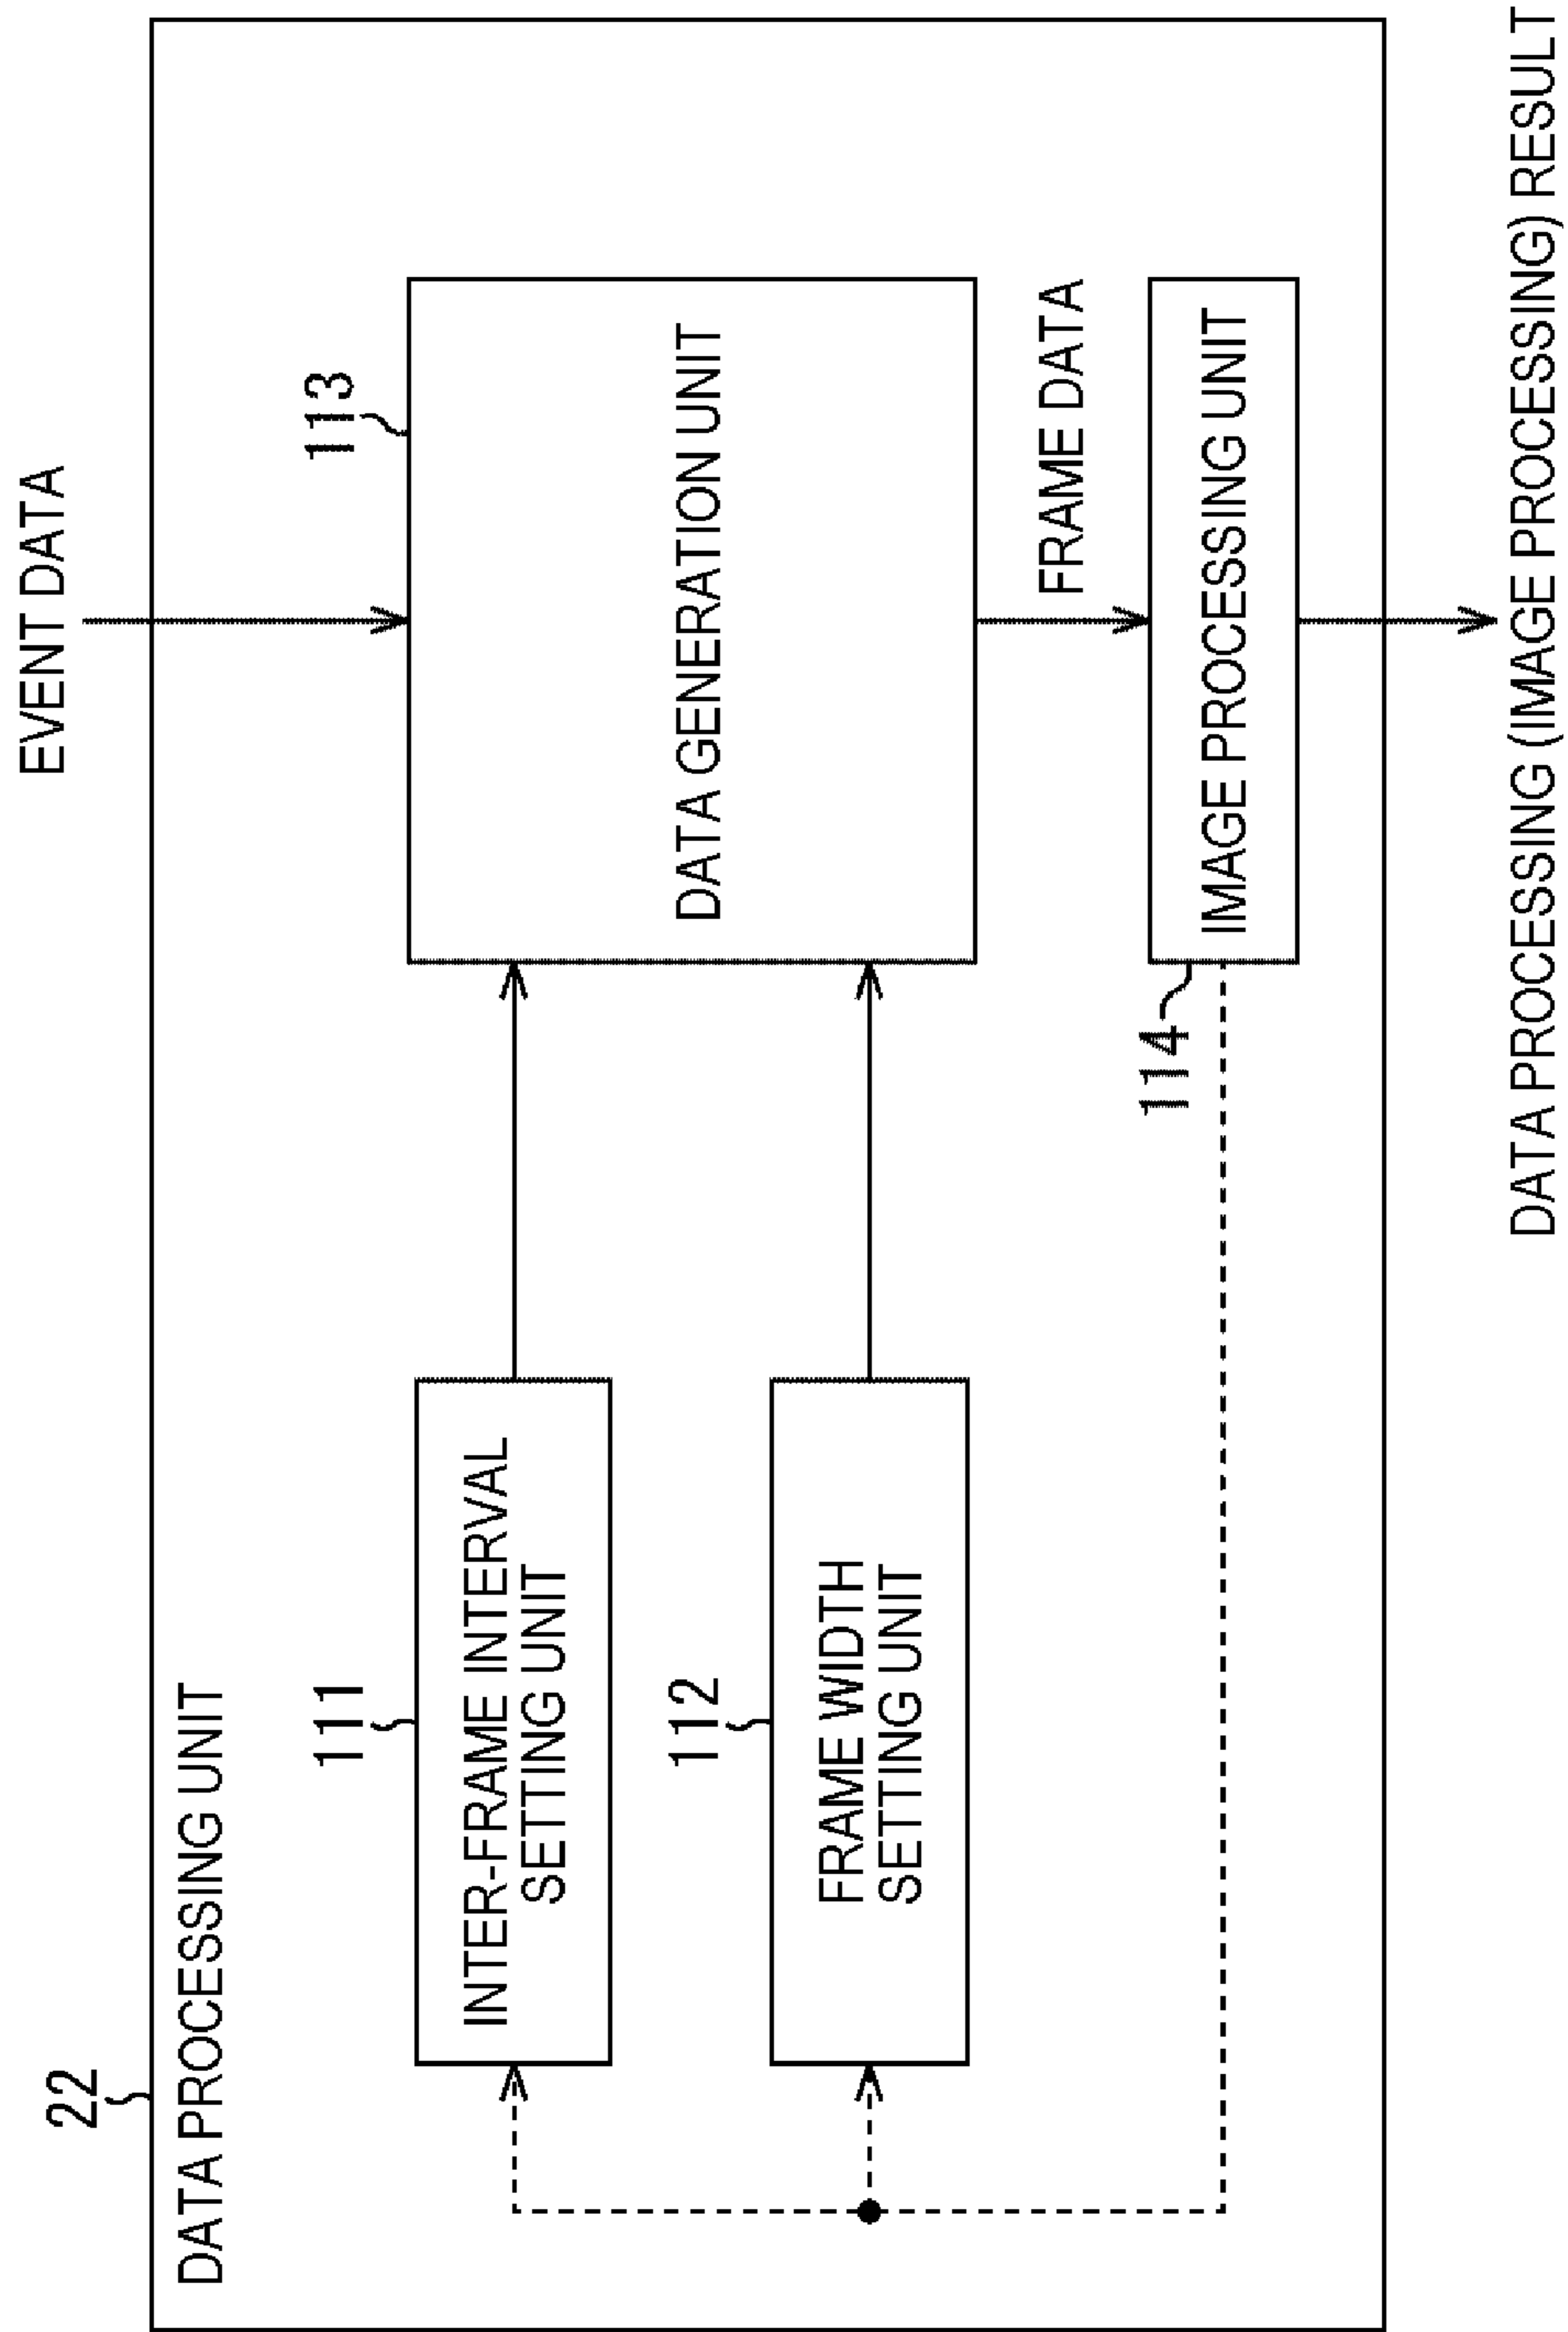 EVENT DATA
22
DATA PROCESSING UNIT
111
INTER-FRAME INTERVAL
SETTING UNIT
112
FRAME WIDTH
SETTING UNIT
113
DATA GENERATION UNIT
FRAME DATA
114
IMAGE PROCESSING UNIT
DATA PROCESSING (IMAGE PROCESSING) RESULT